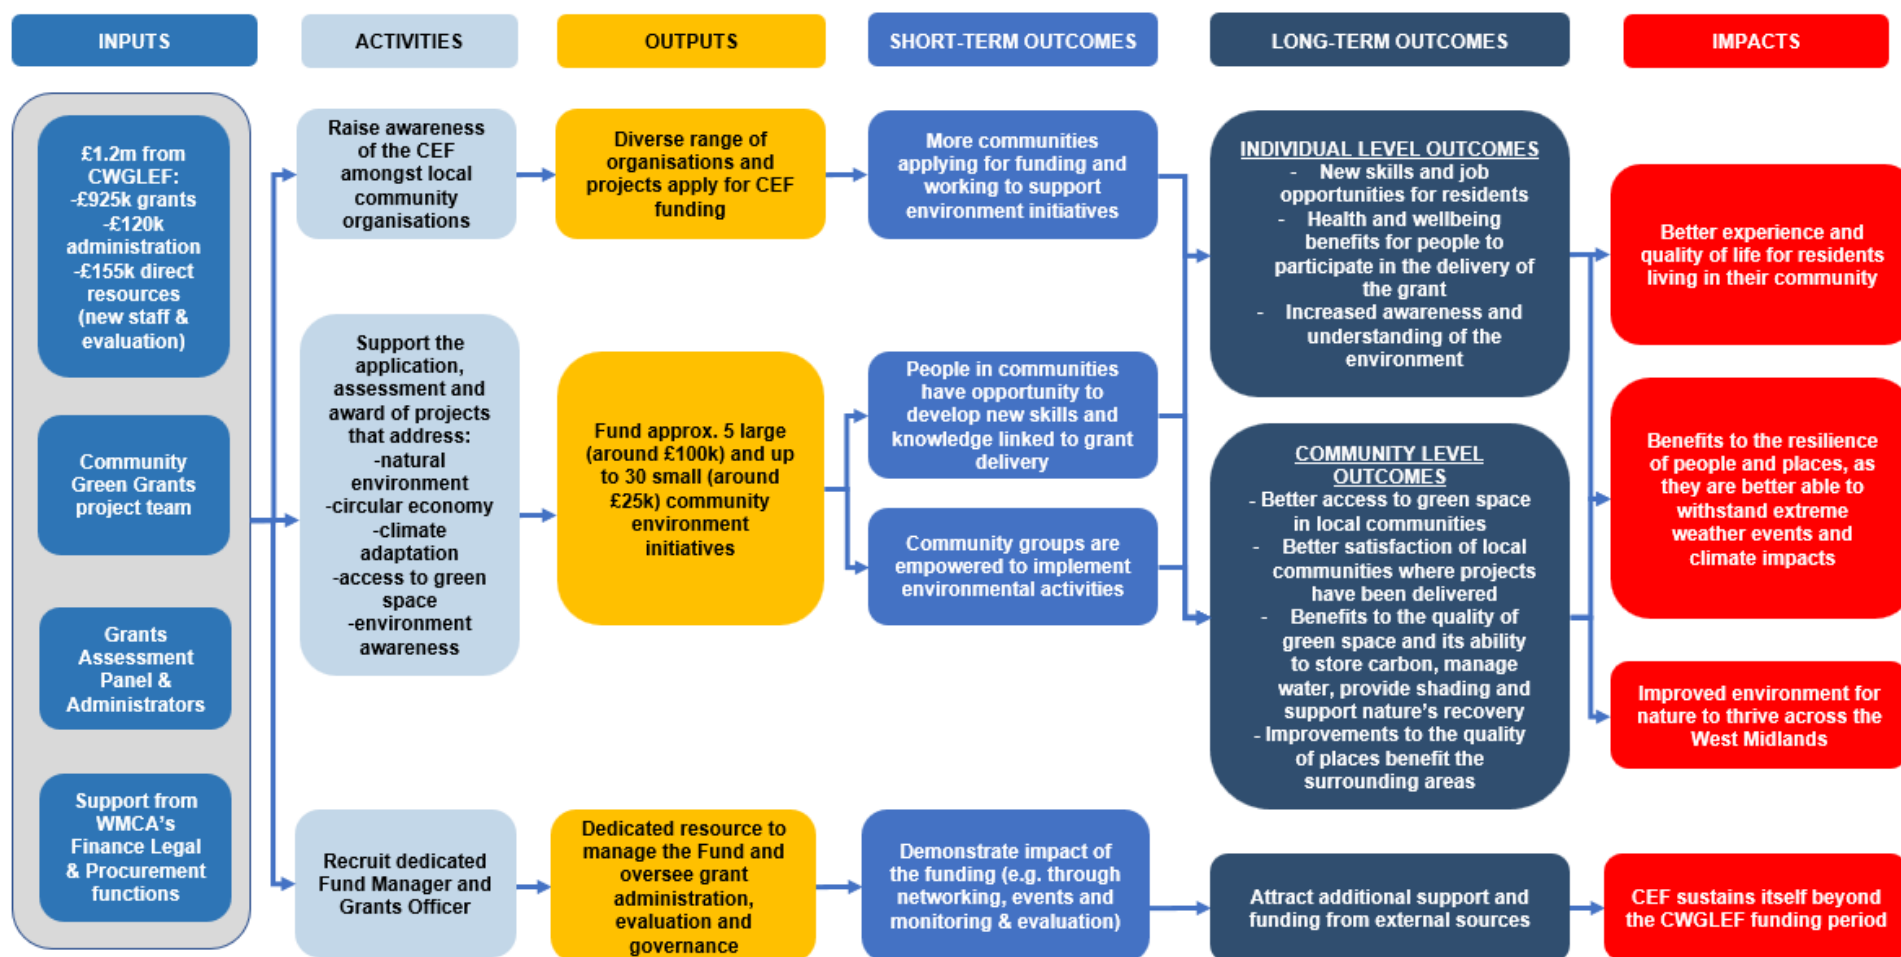 INPUTS
ACTIVITIES
OUTPUTS
SHORT-TERM OUTCOMES
LONG-TERM OUTCOMES
IMPACTS
£1.2m from
CWGLEF:
-£925k grants
-£120k
administration
-£155k direct
resources
(new staff &
evaluation)
Community
Green Grants
project team
Grants
Assessment
Panel &
Administrators
Support from
WMCA's
Finance Legal
& Procurement
functions
Raise awareness
of the CEF
amongst local
community
organisations
Support the
application,
assessment and
award of projects
that address:
-natural
environment
-circular economy
-climate
adaptation
-access to green
space
-environment
awareness
Recruit dedicated
Fund Manager and
Grants Officer
Diverse range of
organisations and
projects apply for CEF
funding
Fund approx. 5 large
(around £100k) and up
to 30 small (around
£25k) community
environment
initiatives
Dedicated resource to
manage the Fund and
oversee grant
administration,
evaluation and
governance
More communities
applying for funding and
working to support
environment initiatives
People in communities
have opportunity to
develop new skills and
knowledge linked to grant
delivery
Community groups are
empowered to implement
environmental activities
Demonstrate impact of
the funding (e.g. through
networking, events and
monitoring & evaluation)
INDIVIDUAL LEVEL OUTCOMES
- New skills and job
opportunities for residents
- Health and wellbeing
benefits for people to
participate in the delivery of
the grant
- Increased awareness and
understanding of the
environment
COMMUNITY LEVEL
OUTCOMES
- Better access to green space
in local communities
- Better satisfaction of local
communities where projects
have been delivered
- Benefits to the quality of
green space and its ability
to store carbon, manage
water, provide shading and
support nature's recovery
- Improvements to the quality
of places benefit the
surrounding areas
Attract additional support and
funding from external sources
Better experience and
quality of life for residents
living in their community
Benefits to the resilience
of people and places, as
they are better able to
withstand extreme
weather events and
climate impacts
Improved environment for
nature to thrive across the
West Midlands
CEF sustains itself beyond
the CWGLEF funding period